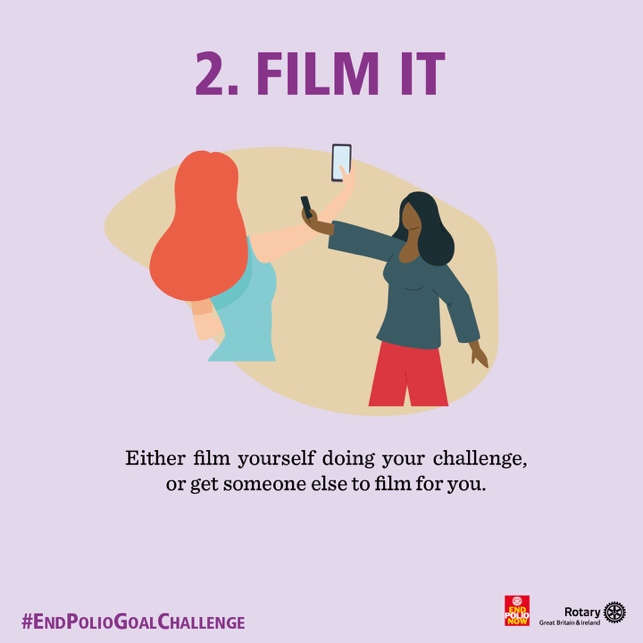 2. FILM IT
Either film yourself doing your challenge,
or get someone else to film for you.
#EndPolioGoalChallenge
END
POLIO
NOW
Rotary
Great Britain & Ireland